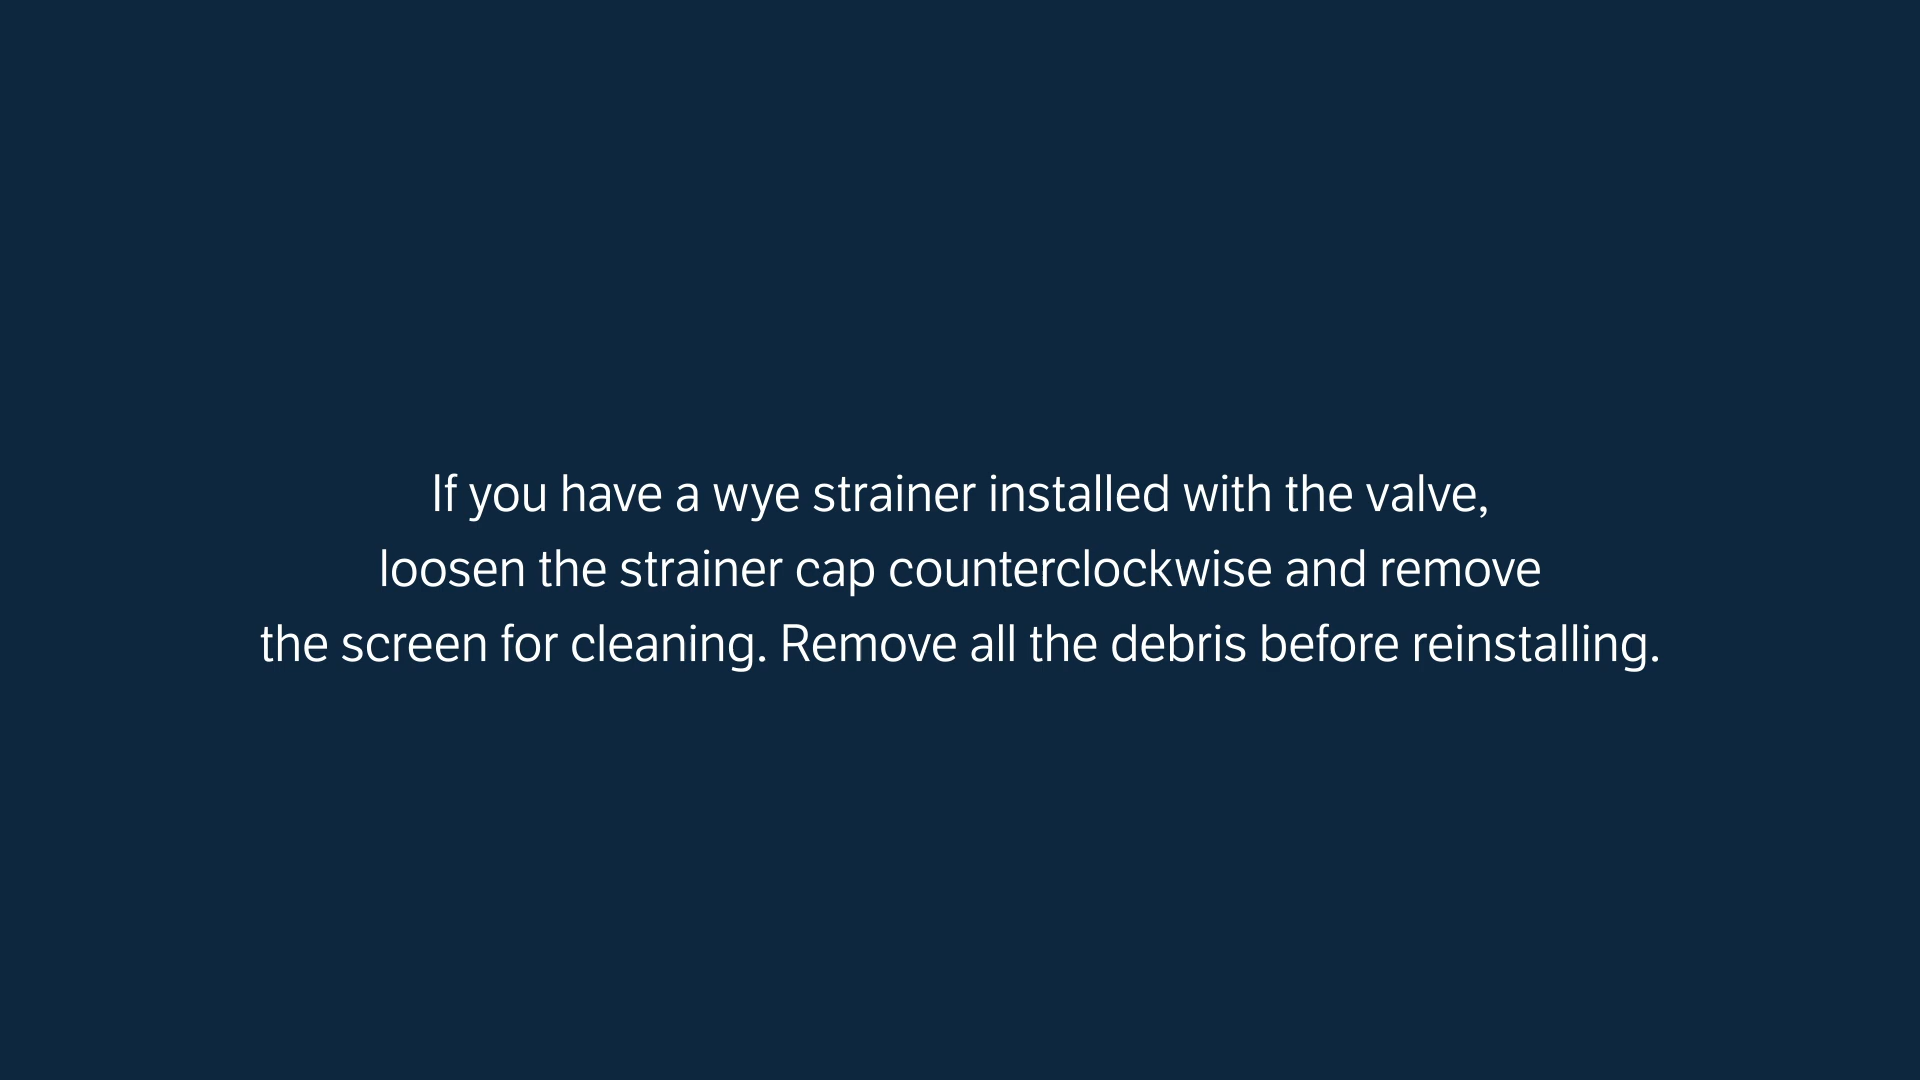 If you have a wye strainer installed with the valve,
loosen the strainer cap counterclockwise and remove
the screen for cleaning. Remove all the debris before reinstalling.